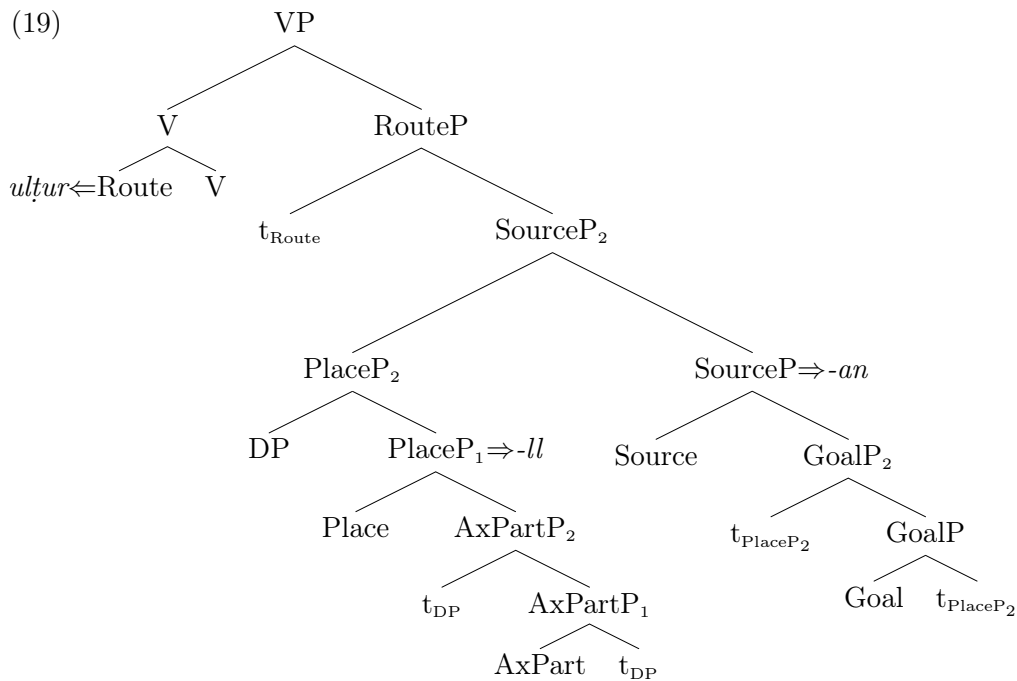 (19) VP
V RouteP
ulṭur⇐Route V
t_Route SourceP₂
PlaceP₂ SourceP⇒-an
DP PlaceP₁⇒-ll Source GoalP₂
Place AxPartP₂ t_PlaceP₂ GoalP
t_DP AxPartP₁ Goal t_PlaceP₂
AxPart t_DP